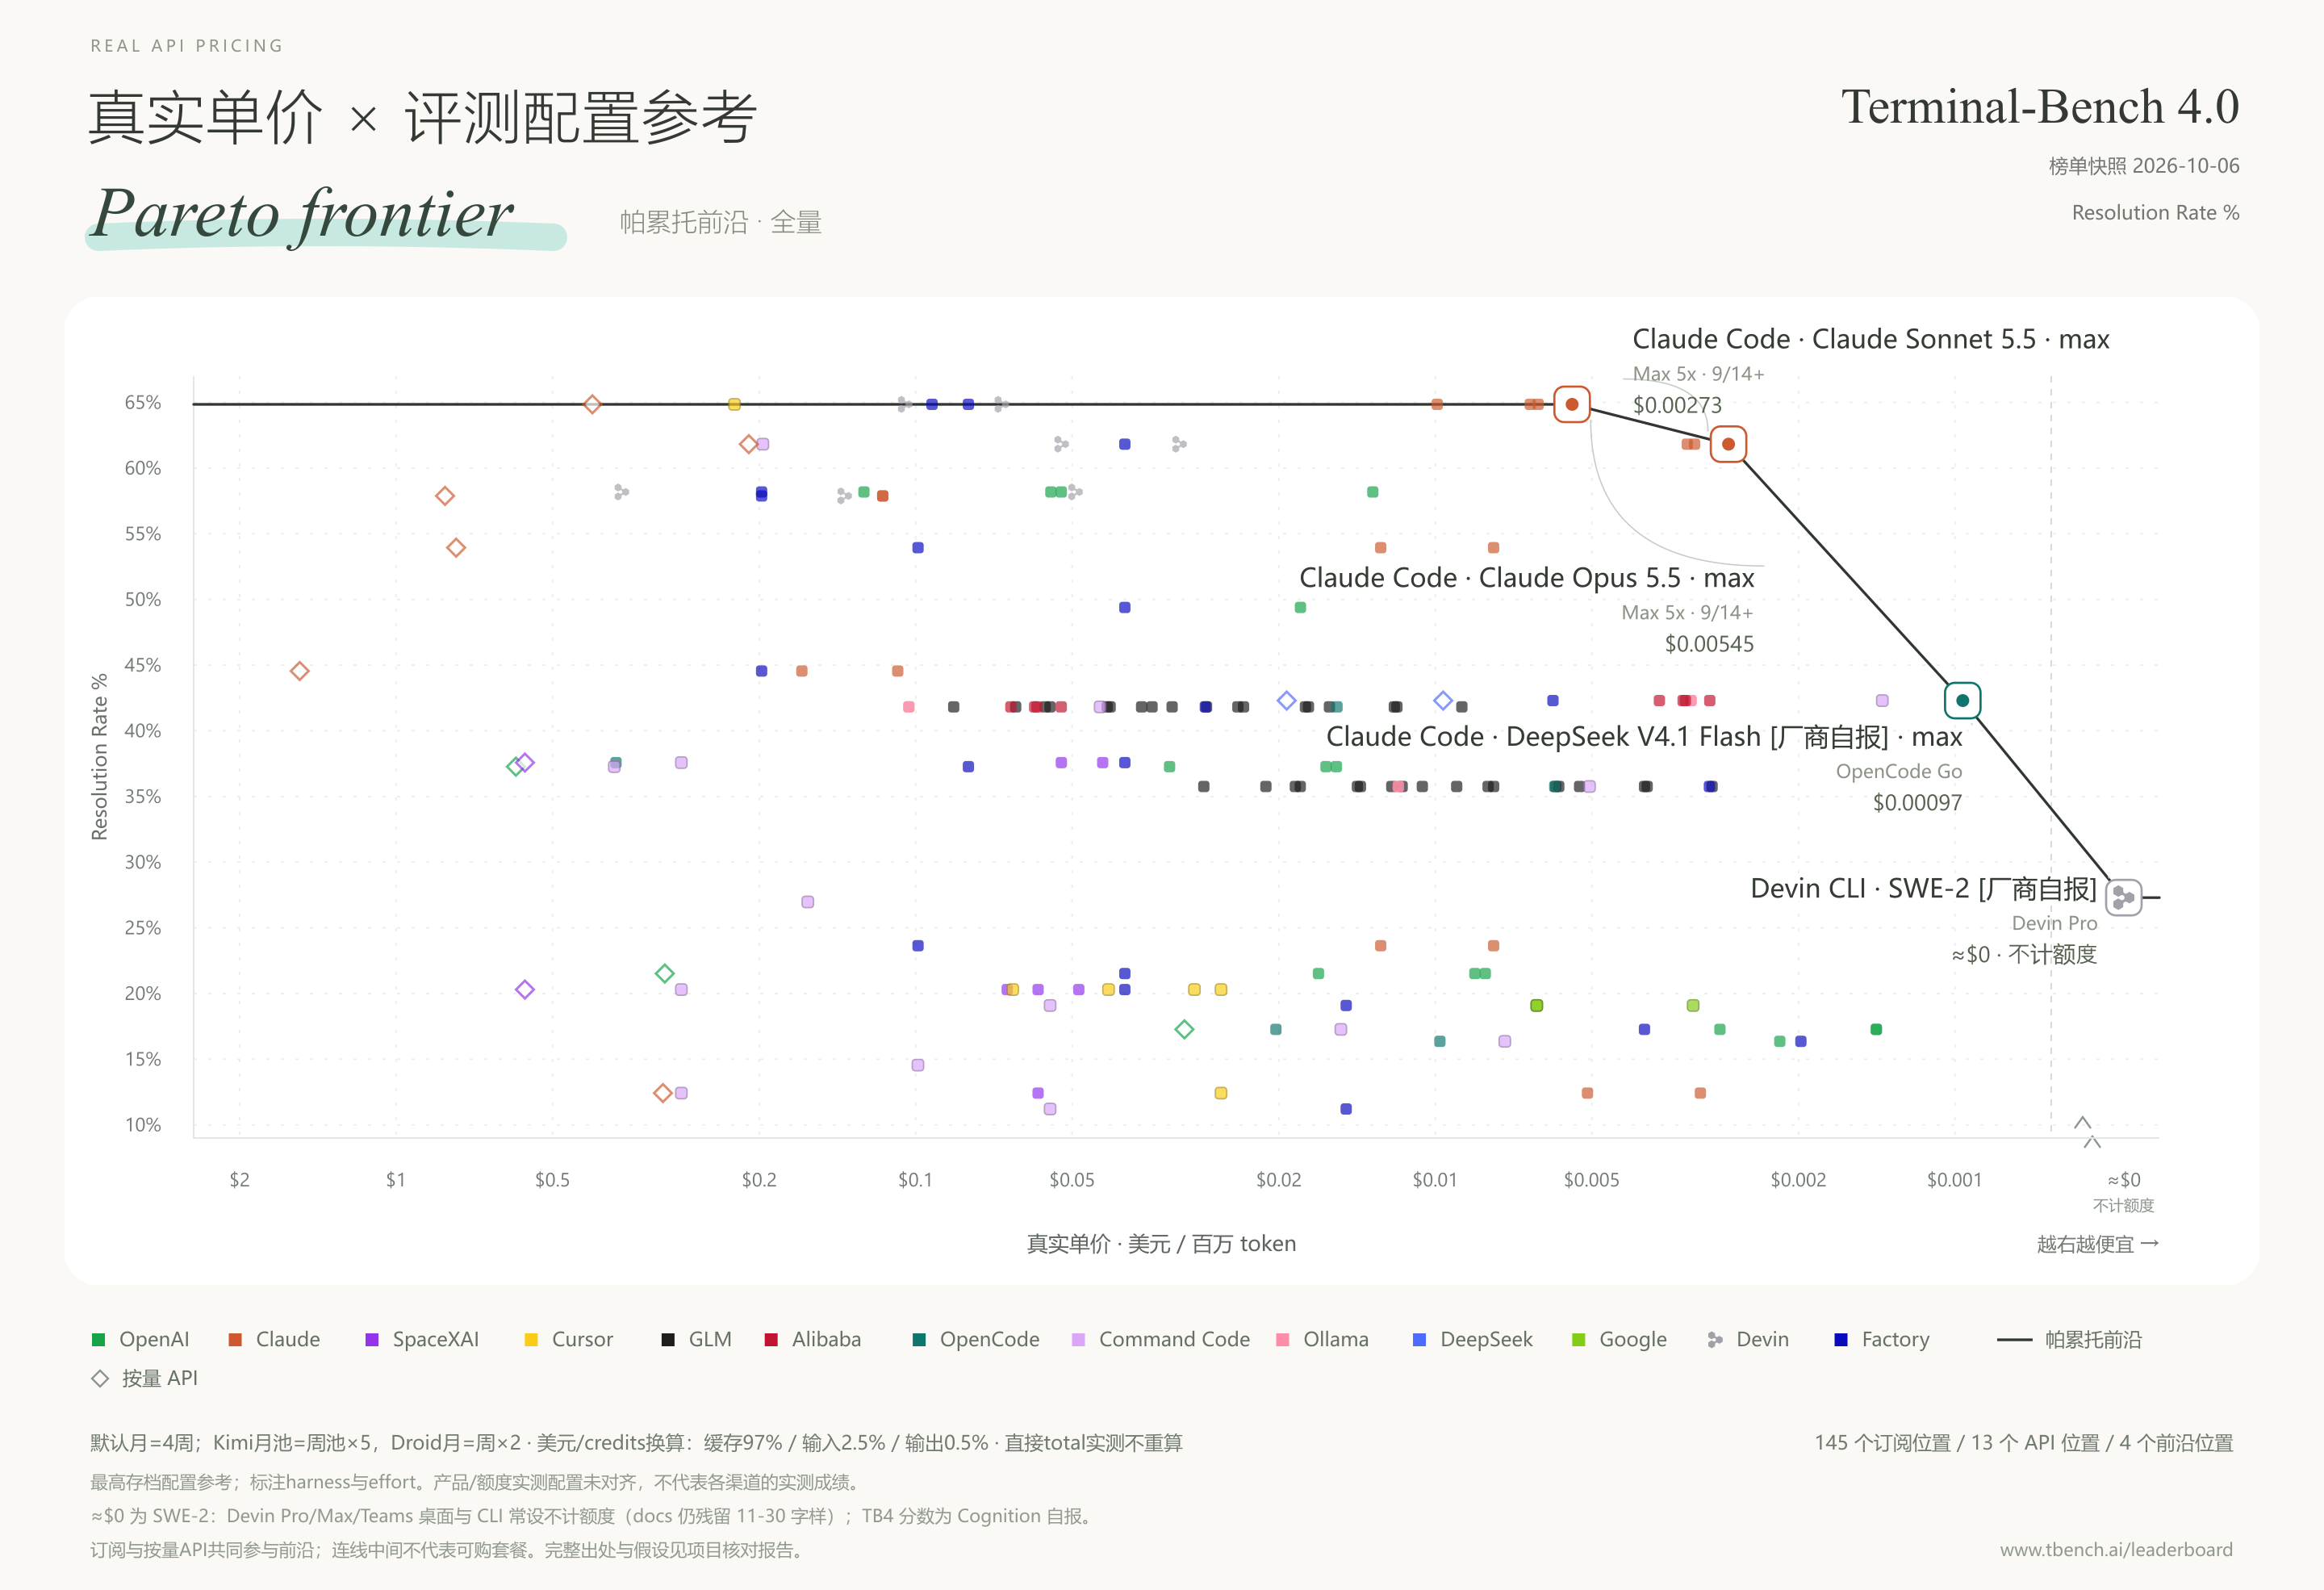 REAL API PRICING
真实单价 × 评测配置参考
Pareto frontier
帕累托前沿 · 全量
Terminal-Bench 4.0
榜单快照 2026-10-06
Resolution Rate %
Claude Code · Claude Sonnet 5.5 · max
Max 5x · 9/14+
$0.00273
Claude Code · Claude Opus 5.5 · max
Max 5x · 9/14+
$0.00545
Claude Code · DeepSeek V4.1 Flash [厂商自报] · max
OpenCode Go
$0.00097
Devin CLI · SWE-2 [厂商自报]
Devin Pro
≈$0 · 不计额度
Resolution Rate %
65%
60%
55%
50%
45%
40%
35%
30%
25%
20%
15%
10%
$2 $1 $0.5 $0.2 $0.1 $0.05 $0.02 $0.01 $0.005 $0.002 $0.001 ≈$0
不计额度
真实单价 · 美元 / 百万 token
越右越便宜 →
OpenAI Claude SpaceXAI Cursor GLM Alibaba OpenCode Command Code Ollama DeepSeek Google Devin Factory 帕累托前沿
按量 API
默认月=4周；Kimi月池=周池×5，Droid月=周×2 · 美元/credits换算：缓存97% / 输入2.5% / 输出0.5% · 直接total实测不重算
145 个订阅位置 / 13 个 API 位置 / 4 个前沿位置
最高存档配置参考；标注harness与effort。产品/额度实测配置未对齐，不代表各渠道的实测成绩。
≈$0 为 SWE-2：Devin Pro/Max/Teams 桌面与 CLI 常设不计额度（docs 仍残留 11-30 字样）；TB4 分数为 Cognition 自报。
订阅与按量API共同参与前沿；连线中间不代表可购套餐。完整出处与假设见项目核对报告。
www.tbench.ai/leaderboard